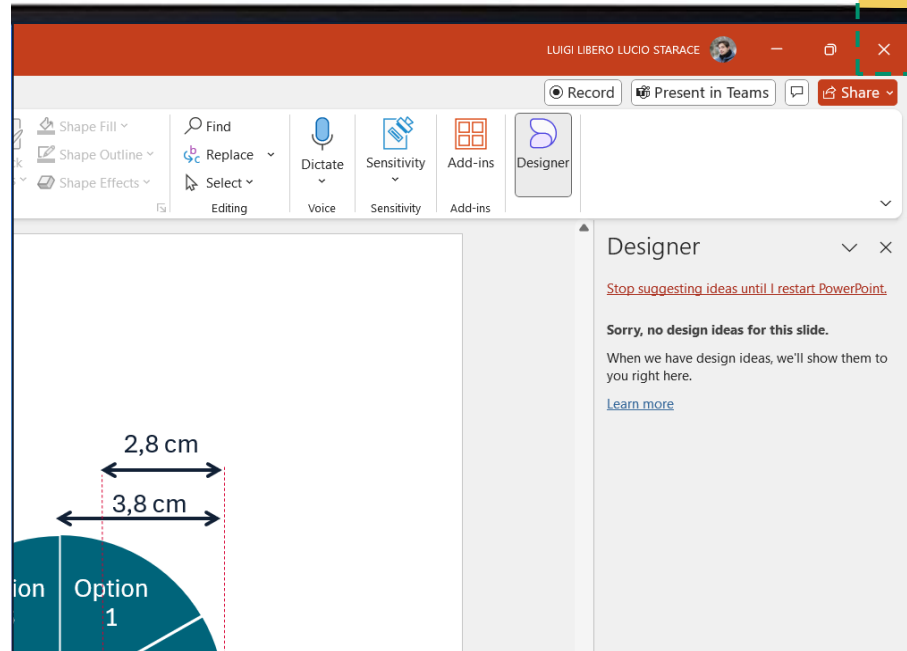 LUIGI LIBERO LUCIO STARACE
Record
Present in Teams
Share
Shape Fill
Shape Outline
Shape Effects
Find
Replace
Select
Editing
Dictate
Voice
Sensitivity
Sensitivity
Add-ins
Add-ins
Designer
Designer
Stop suggesting ideas until I restart PowerPoint.
Sorry, no design ideas for this slide.
When we have design ideas, we'll show them to
you right here.
Learn more
2,8 cm
3,8 cm
ion
Option
1